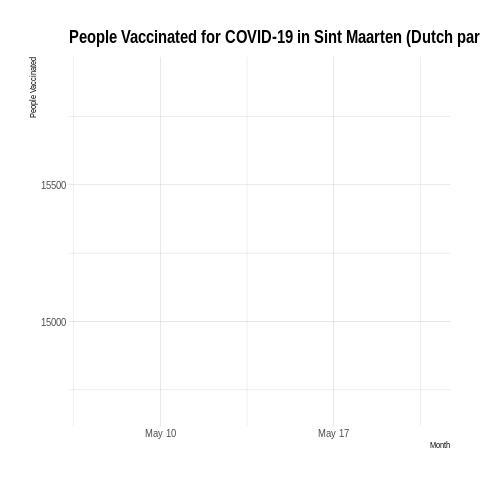 People Vaccinated for COVID-19 in Sint Maarten (Dutch par
People Vaccinated
15500
15000
May 10
May 17
Month